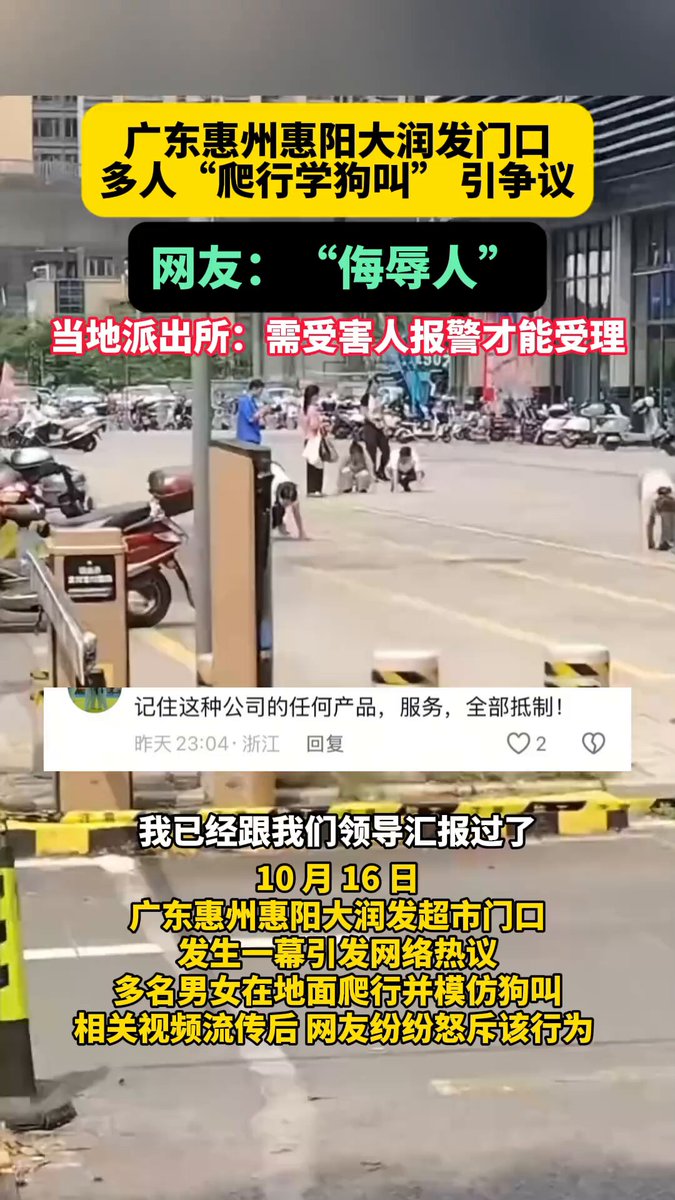 广东惠州惠阳大润发门口
多人“爬行学狗叫” 引争议
网友：“侮辱人”
当地派出所：需受害人报警才能受理
记住这种公司的任何产品，服务，全部抵制！
昨天 23:04 · 浙江 回复
2
我已经跟我们领导汇报过了
10月16日
广东惠州惠阳大润发超市门口
发生一幕引发网络热议
多名男女在地面爬行并模仿狗叫
相关视频流传后 网友纷纷怒斥该行为